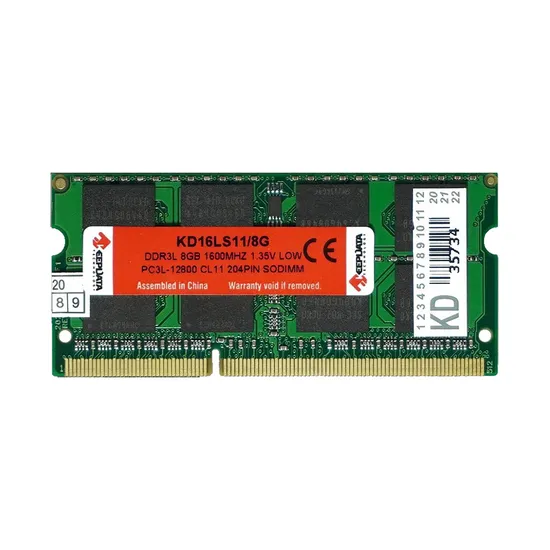 KD16LS11/8G
DDR3L 8GB 1600MHZ 1.35V LOW
PC3L-12800 CL11 204PIN SODIMM
Assembled in China Warranty void if removed.
KEEPDATA
CE
KEEPDATA
20
8 9
1 2 3 4 5 6 7 8 9 10 11 12
20
21
22
KD
35734